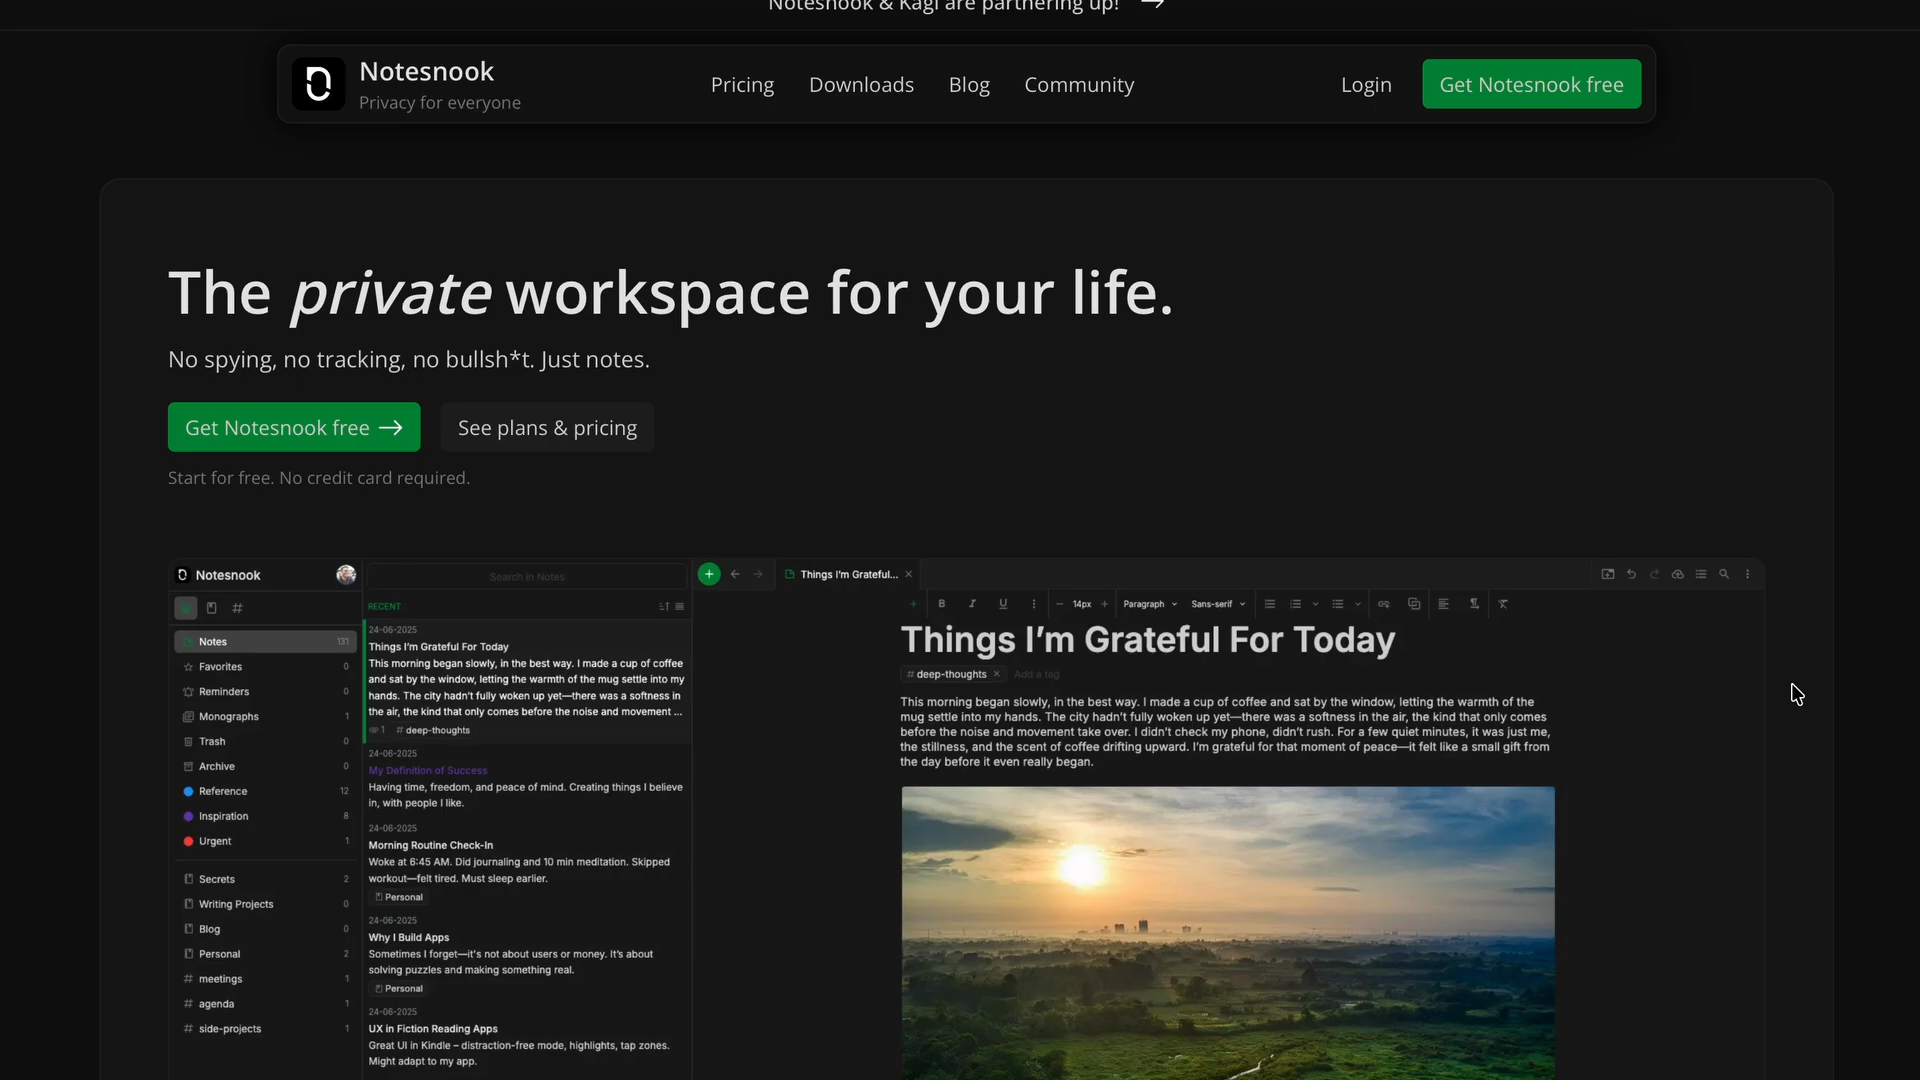 Notesnook & Kagi are partnering up! →
Notesnook
Privacy for everyone
Pricing
Downloads
Blog
Community
Login
Get Notesnook free
The private workspace for your life.
No spying, no tracking, no bullsh*t. Just notes.
Get Notesnook free →
See plans & pricing
Start for free. No credit card required.
Notesnook
Notes 131
Favorites 0
Reminders 0
Monographs 1
Trash 0
Archive 0
Reference 12
Inspiration 8
Urgent 1
Secrets 2
Writing Projects 0
Blog 0
Personal 2
# meetings 1
# agenda 1
# side-projects 1
Search in Notes
RECENT
24-06-2025
Things I'm Grateful For Today
This morning began slowly, in the best way. I made a cup of coffee
and sat by the window, letting the warmth of the mug settle into my
hands. The city hadn't fully woken up yet—there was a softness in
the air, the kind that only comes before the noise and movement ...
1 # deep-thoughts
24-06-2025
My Definition of Success
Having time, freedom, and peace of mind. Creating things I believe
in, with people I like.
24-06-2025
Morning Routine Check-In
Woke at 6:45 AM. Did journaling and 10 min meditation. Skipped
workout—felt tired. Must sleep earlier.
Personal
24-06-2025
Why I Build Apps
Sometimes I forget—it's not about users or money. It's about
solving puzzles and making something real.
Personal
24-06-2025
UX in Fiction Reading Apps
Great UI in Kindle – distraction-free mode, highlights, tap zones.
Might adapt to my app.
Things I'm Grateful...
B I U 14px Paragraph Sans-serif
Things I'm Grateful For Today
# deep-thoughts Add a tag
This morning began slowly, in the best way. I made a cup of coffee and sat by the window, letting the warmth of the
mug settle into my hands. The city hadn't fully woken up yet—there was a softness in the air, the kind that only comes
before the noise and movement take over. I didn't check my phone, didn't rush. For a few quiet minutes, it was just me,
the stillness, and the scent of coffee drifting upward. I'm grateful for that moment of peace—it felt like a small gift from
the day before it even really began.